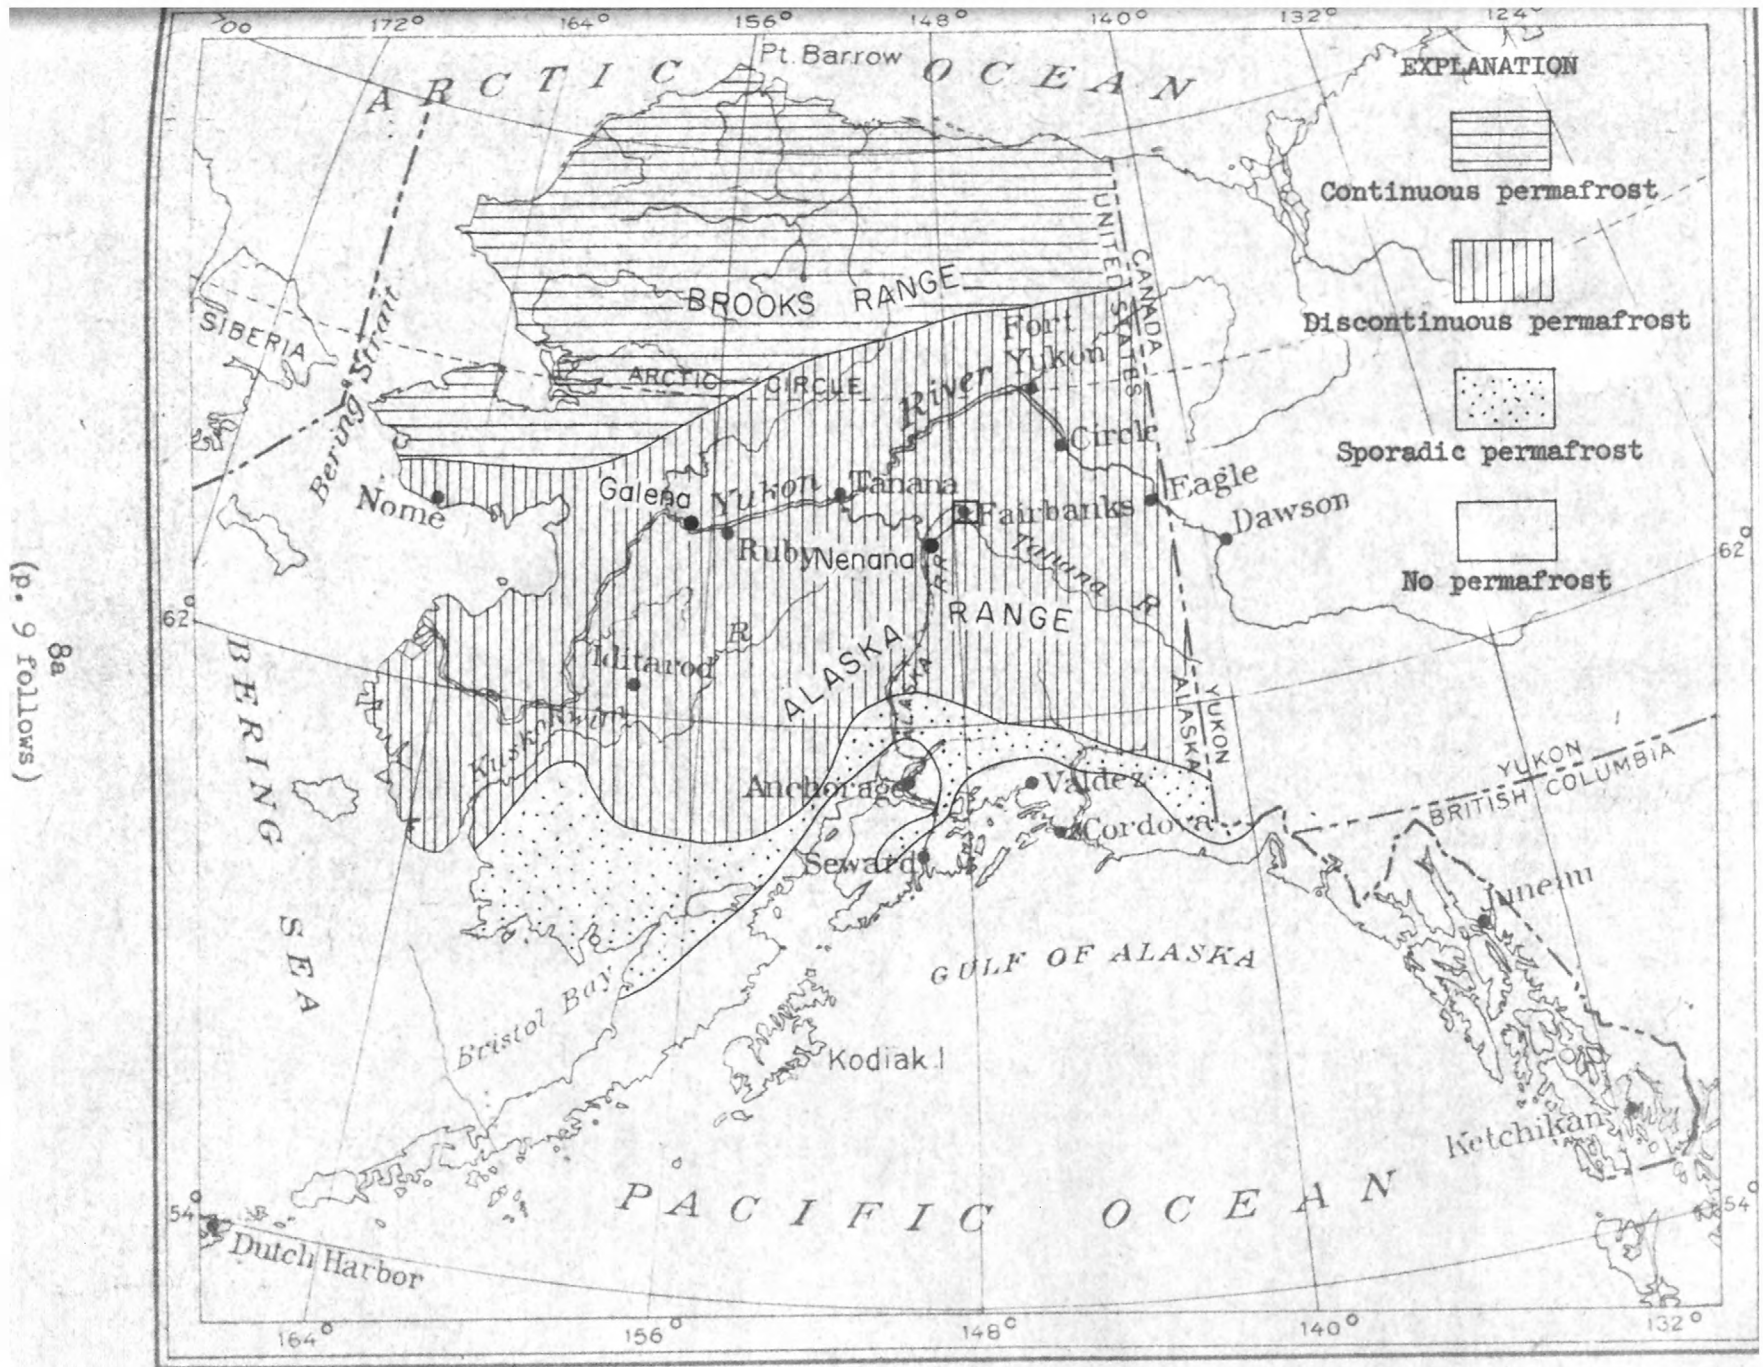 70° 172° 164° 156° 148° 140° 132° 124°
Pt. Barrow
ARCTIC OCEAN
EXPLANATION
Continuous permafrost
Discontinuous permafrost
Sporadic permafrost
No permafrost
UNITED STATES
CANADA
BROOKS RANGE
SIBERIA
Bering Strait
ARCTIC CIRCLE
Fort
Yukon
Yukon River
Circle
Nome
Galena
Tanana
Fairbanks
Eagle
Dawson
Ruby
Nenana
Tanana R
RR
62°
62°
8a
(p. 9 follows)
ALASKA RANGE
R
Iditarod
Kuskokwim
ALASKA
ALASKA
YUKON
YUKON
BRITISH COLUMBIA
BERING SEA
Anchorage
Valdez
Cordova
Seward
Juneau
GULF OF ALASKA
Bristol Bay
Kodiak I
Ketchikan
PACIFIC OCEAN
54°
54°
Dutch Harbor
164° 156° 148° 140° 132°